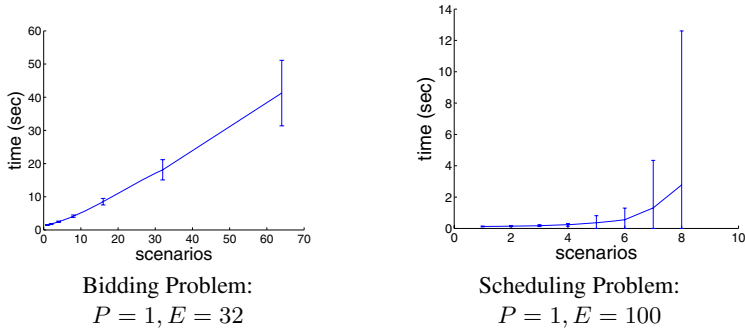 60
50
40
30
20
10
0
time (sec)
0 10 20 30 40 50 60 70
scenarios
Bidding Problem:
P = 1, E = 32
14
12
10
8
6
4
2
0
time (sec)
0 2 4 6 8 10
scenarios
Scheduling Problem:
P = 1, E = 100